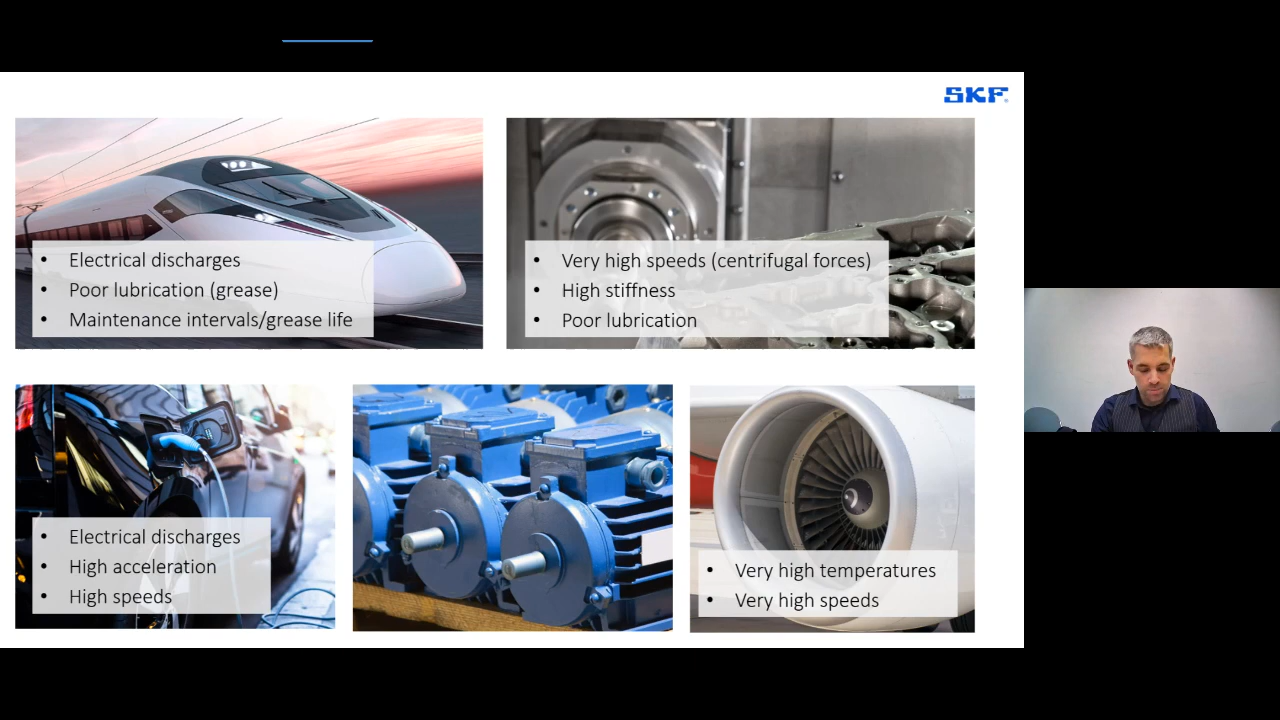 SKF
• Electrical discharges
• Poor lubrication (grease)
• Maintenance intervals/grease life
• Very high speeds (centrifugal forces)
• High stiffness
• Poor lubrication
• Electrical discharges
• High acceleration
• High speeds
• Very high temperatures
• Very high speeds